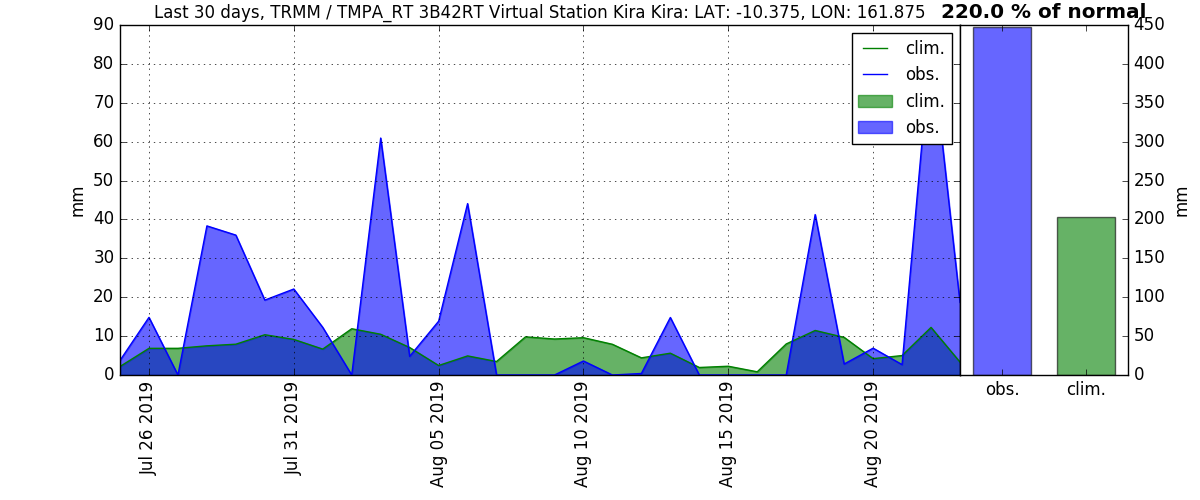 Last 30 days, TRMM / TMPA_RT 3B42RT Virtual Station Kira Kira: LAT: -10.375, LON: 161.875
220.0 % of normal
90
80
70
60
50
40
30
20
10
0
mm
clim.
obs.
clim.
obs.
450
400
350
300
250
200
150
100
50
0
mm
Jul 26 2019
Jul 31 2019
Aug 05 2019
Aug 10 2019
Aug 15 2019
Aug 20 2019
obs.
clim.